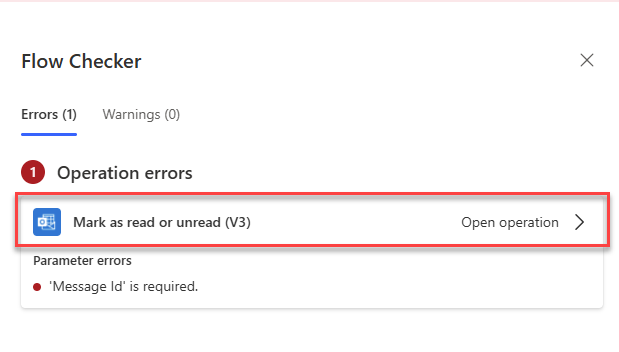 Flow Checker
Errors (1) Warnings (0)
1 Operation errors
Mark as read or unread (V3) Open operation
Parameter errors
'Message Id' is required.